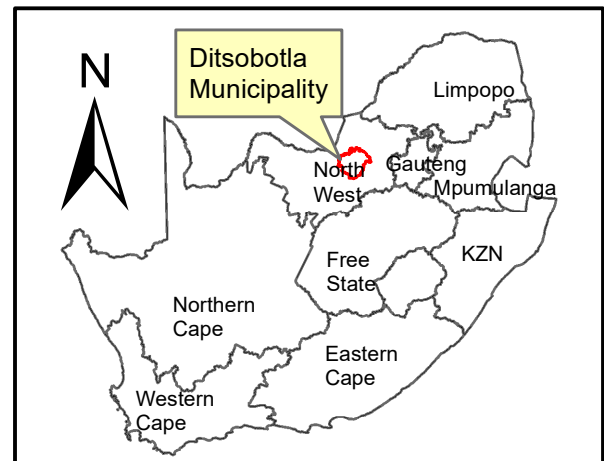 N
Ditsobotla
Municipality
Limpopo
North
West
Gauteng
Mpumulanga
Free
State
KZN
Northern
Cape
Eastern
Cape
Western
Cape